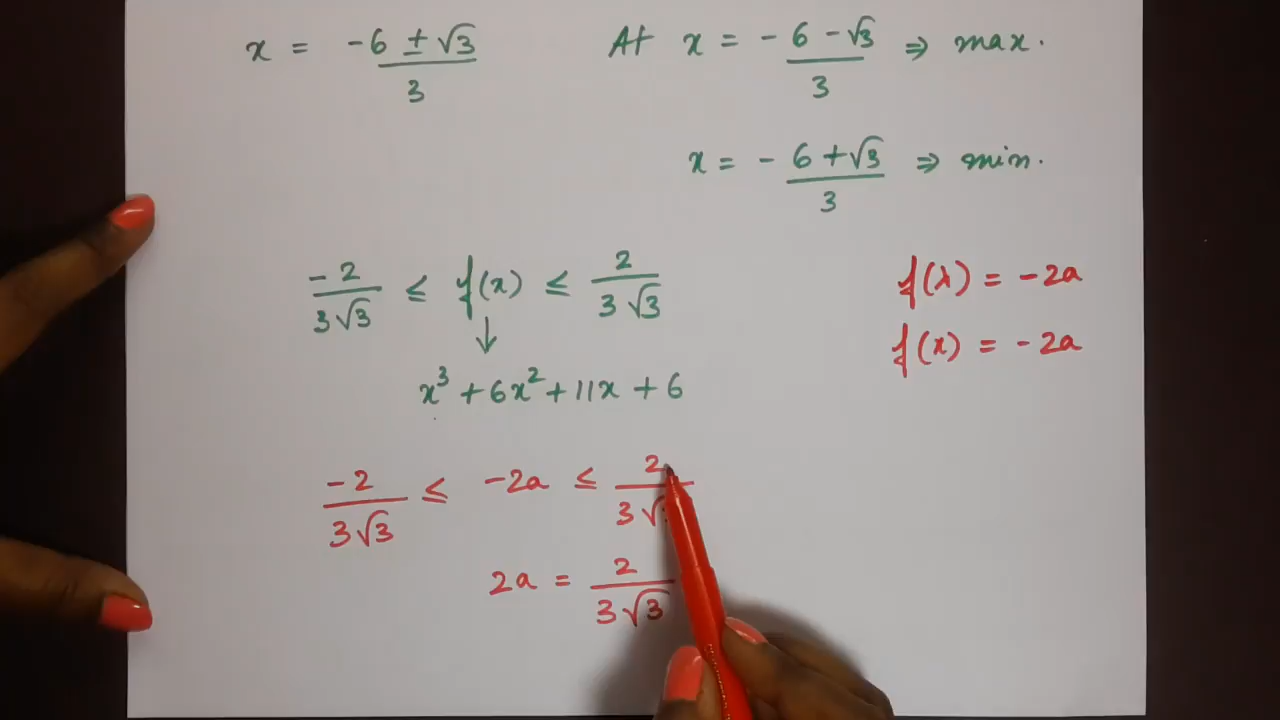 x = -6 ± √3 / 3
At x = - 6 - √3 / 3 ⇒ max.
x = - 6 + √3 / 3 ⇒ min.
-2 / 3√3 ≤ f(x) ≤ 2 / 3√3
↓
x³ + 6x² + 11x + 6
f(λ) = -2a
f(x) = -2a
-2 / 3√3 ≤ -2a ≤ 2 / 3√
2a = 2 / 3√3